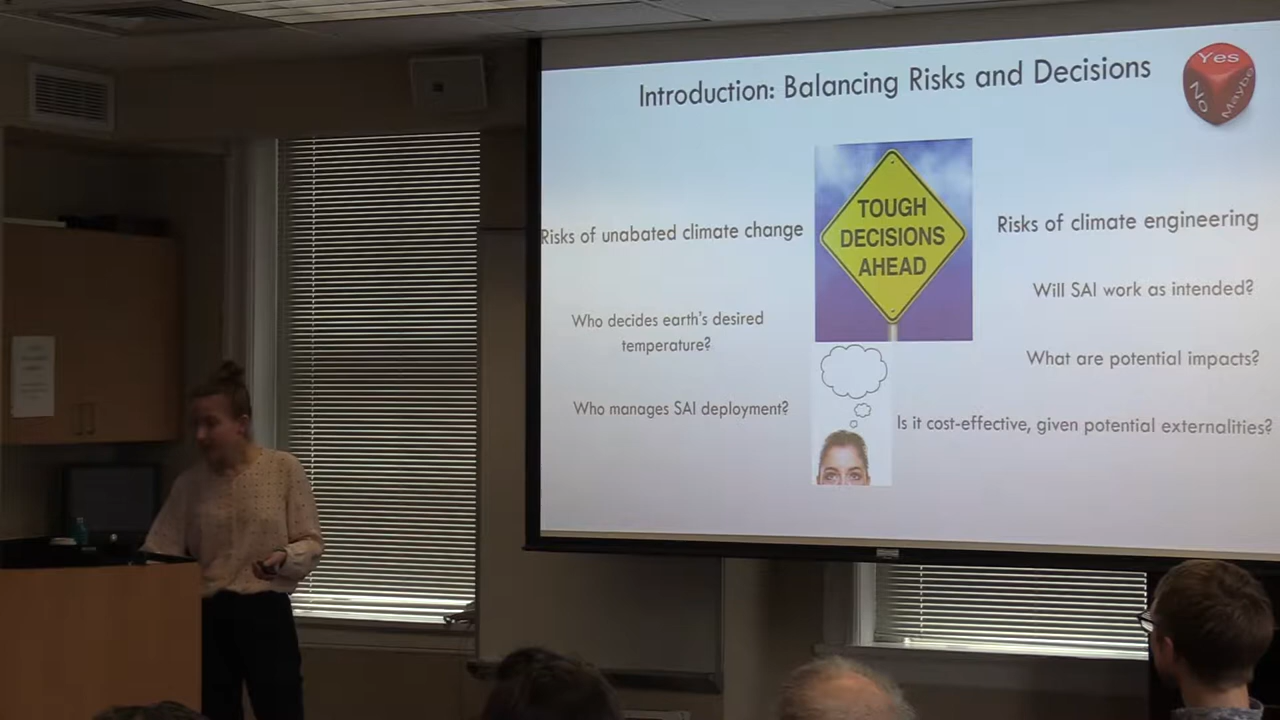 Introduction: Balancing Risks and Decisions
Yes
No
Maybe
TOUGH
DECISIONS
AHEAD
Risks of unabated climate change
Who decides earth's desired
temperature?
Who manages SAI deployment?
Risks of climate engineering
Will SAI work as intended?
What are potential impacts?
Is it cost-effective, given potential externalities?